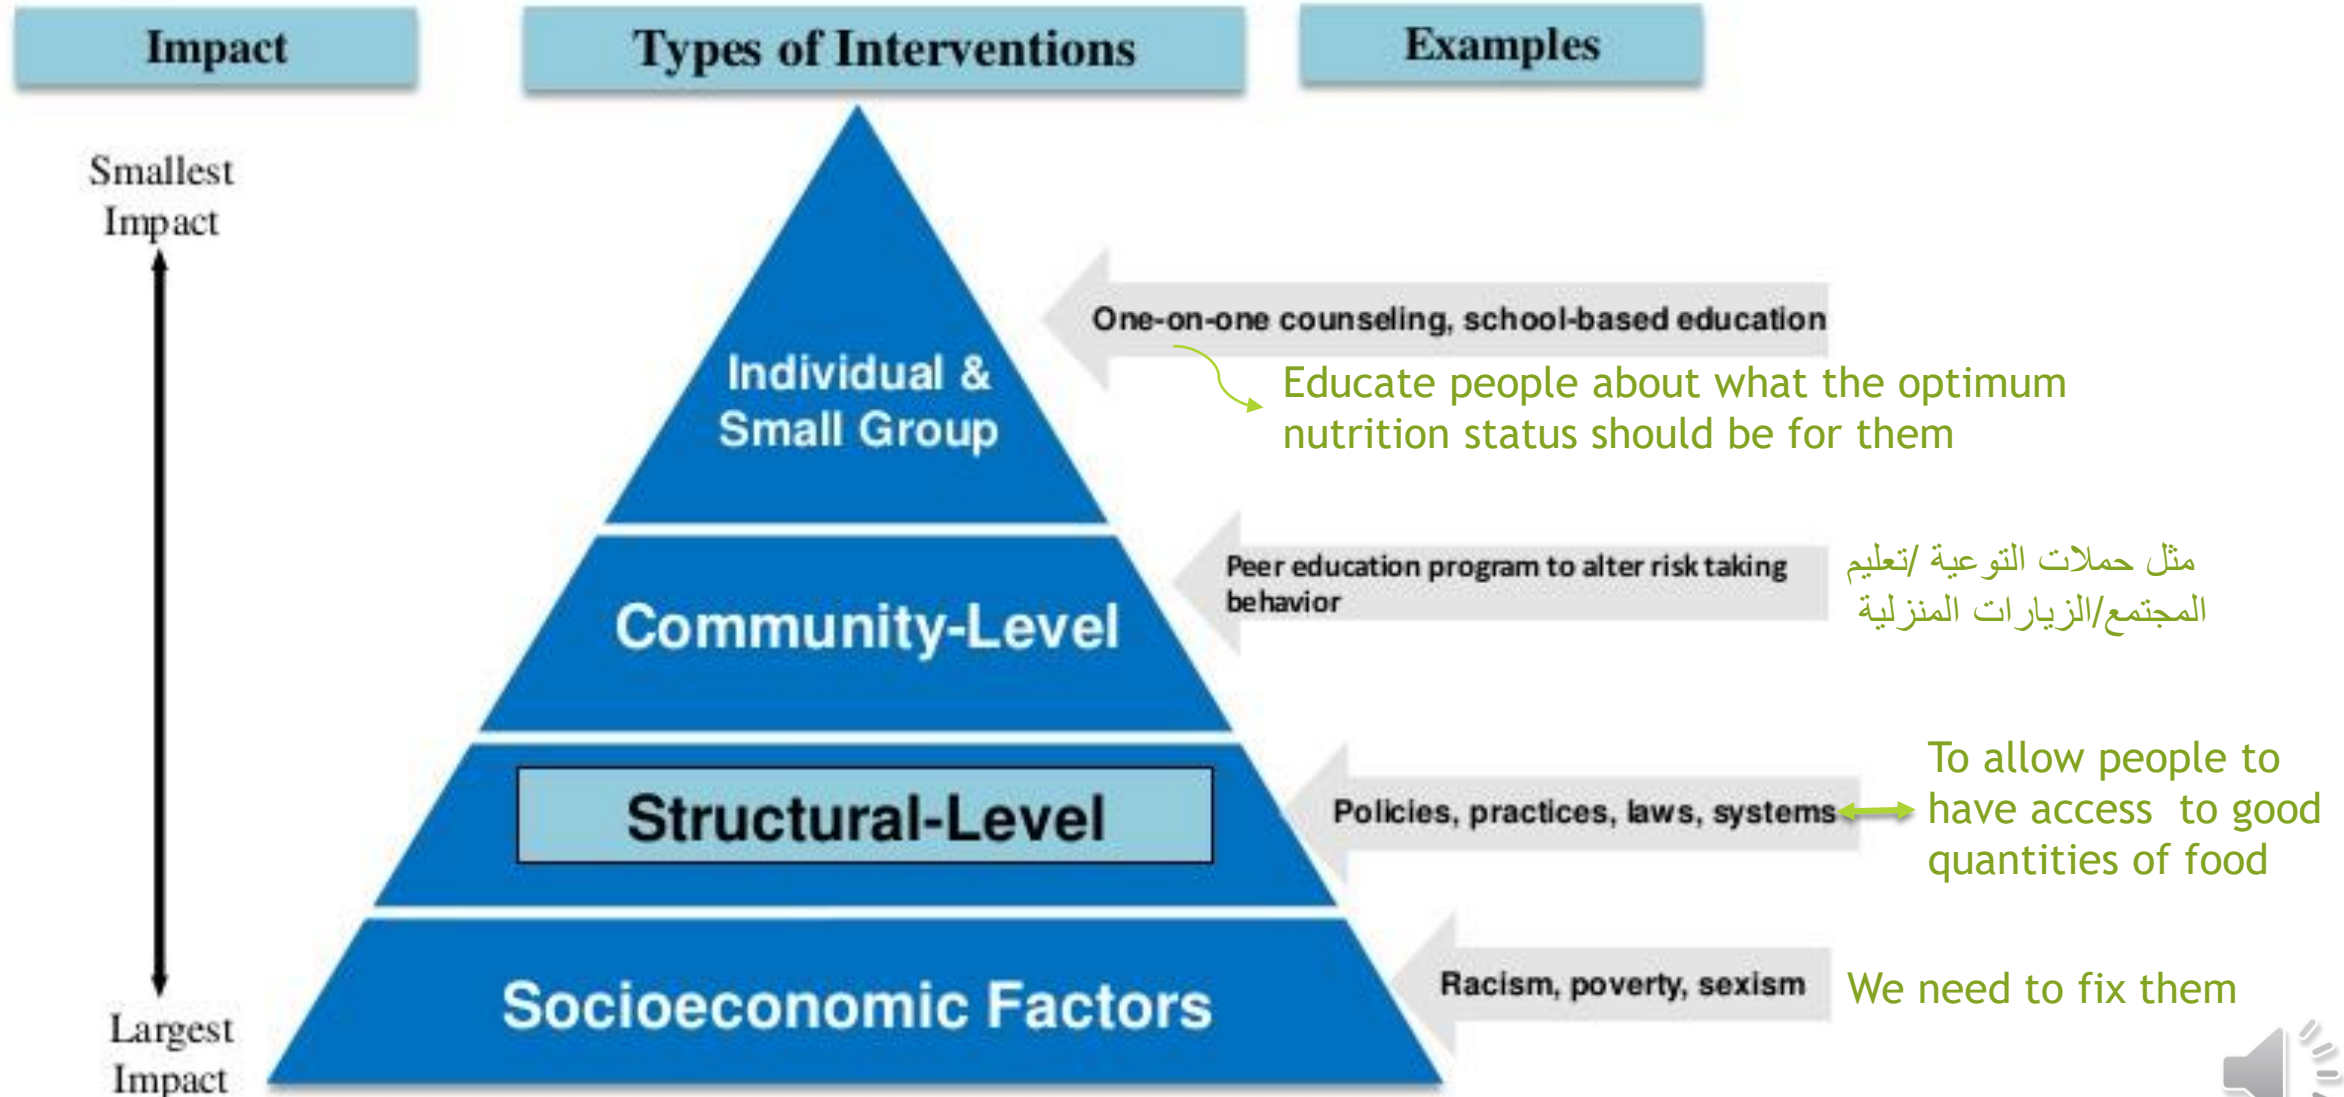 Impact
Types of Interventions
Examples
Smallest
Impact
One-on-one counseling, school-based education
Individual &
Small Group
Educate people about what the optimum
nutrition status should be for them
Peer education program to alter risk taking
behavior
مثل حملات التوعية /تعليم
المجتمع/الزيارات المنزلية
Community-Level
Structural-Level
Policies, practices, laws, systems
To allow people to
have access to good
quantities of food
Socioeconomic Factors
Racism, poverty, sexism
We need to fix them
Largest
Impact